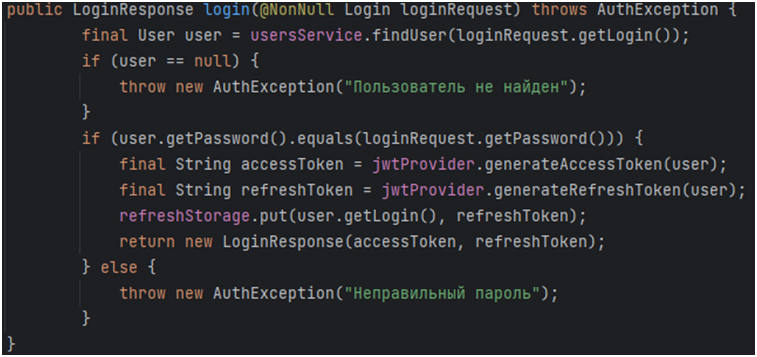 public LoginResponse login(@NonNull Login loginRequest) throws AuthException {
        final User user = usersService.findUser(loginRequest.getLogin());
        if (user == null) {
            throw new AuthException("Пользователь не найден");
        }
        if (user.getPassword().equals(loginRequest.getPassword())) {
            final String accessToken = jwtProvider.generateAccessToken(user);
            final String refreshToken = jwtProvider.generateRefreshToken(user);
            refreshStorage.put(user.getLogin(), refreshToken);
            return new LoginResponse(accessToken, refreshToken);
        } else {
            throw new AuthException("Неправильный пароль");
        }
}